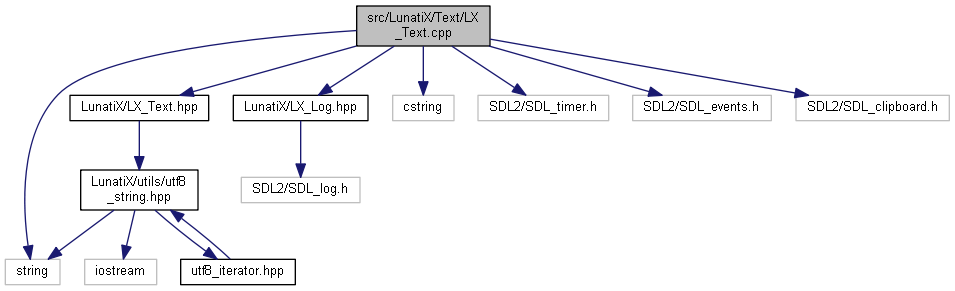 src/LunatiX/Text/LX
_Text.cpp
LunatiX/LX_Text.hpp
LunatiX/LX_Log.hpp
cstring
SDL2/SDL_timer.h
SDL2/SDL_events.h
SDL2/SDL_clipboard.h
LunatiX/utils/utf8
_string.hpp
SDL2/SDL_log.h
string
iostream
utf8_iterator.hpp